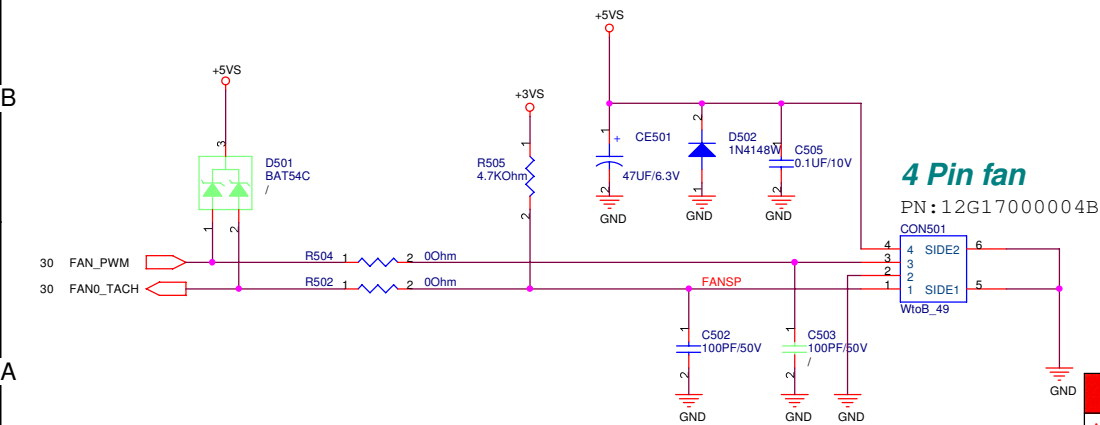 +5VS
B
+5VS
+3VS
3
D501
BAT54C
/
1
2
R505
4.7KOhm
1
2
1
+
CE501
47UF/6.3V
2
GND
2
D502
1N4148W
1
GND
1
C505
0.1UF/10V
2
GND
4 Pin fan
PN:12G17000004B
CON501
4
4
SIDE2
6
3
3
2
2
1
1
SIDE1
5
WtoB_49
30
FAN_PWM
R504
1
2
0Ohm
30
FAN0_TACH
R502
1
2
0Ohm
FANSP
1
C502
100PF/50V
2
GND
1
C503
100PF/50V
/
2
GND
GND
GND
A